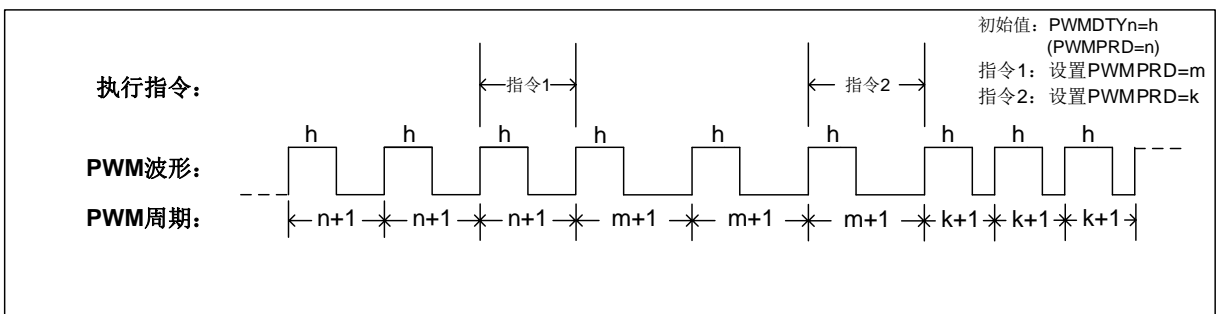 初始值：PWMDTYn=h
(PWMPRD=n)
指令1：设置PWMPRD=m
指令2：设置PWMPRD=k
执行指令：
指令1
指令2
h h h h h h h h h
PWM波形：
PWM周期：
n+1 n+1 n+1 m+1 m+1 m+1 k+1 k+1 k+1